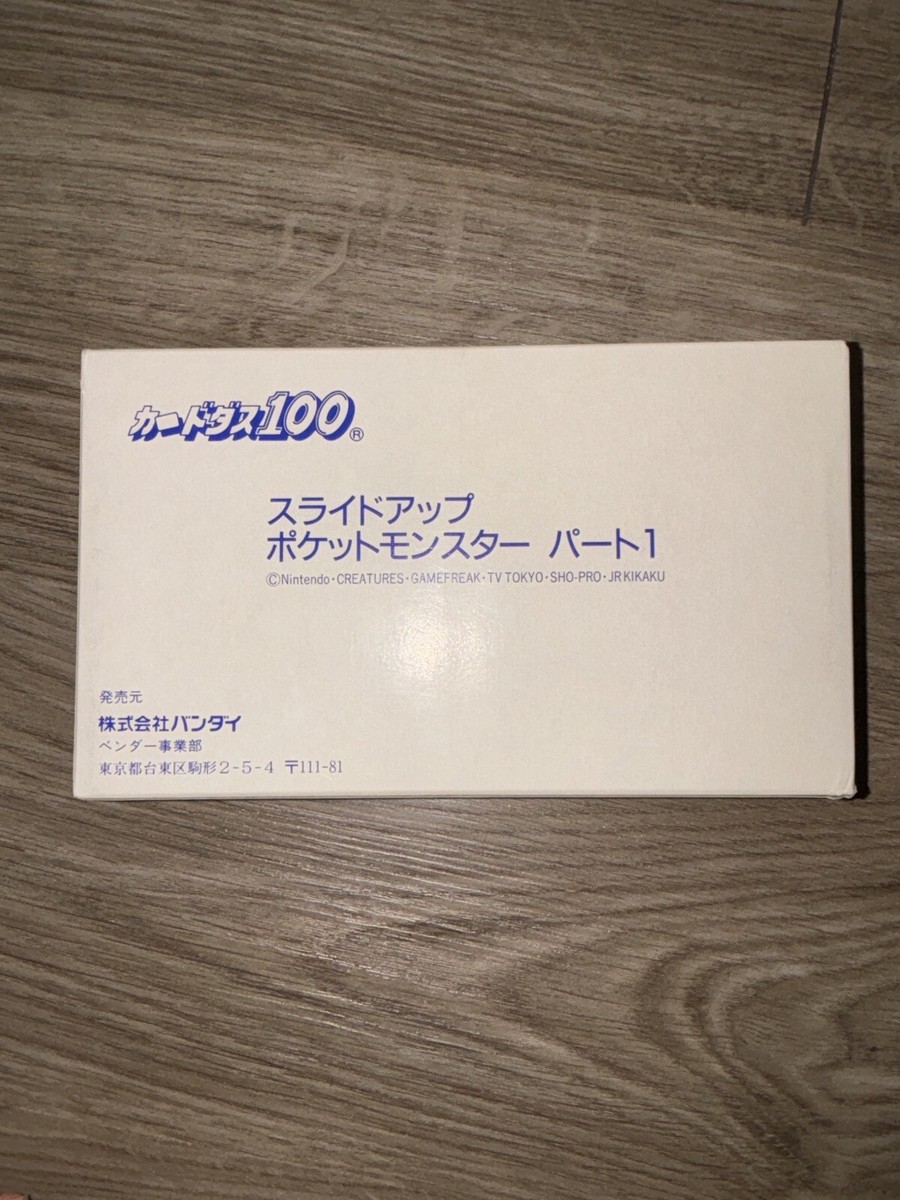 カードダス100®
スライドアップ
ポケットモンスター パート1
©Nintendo・CREATURES・GAMEFREAK・TV TOKYO・SHO-PRO・JR KIKAKU
発売元
株式会社バンダイ
ベンダー事業部
東京都台東区駒形2-5-4 〒111-81